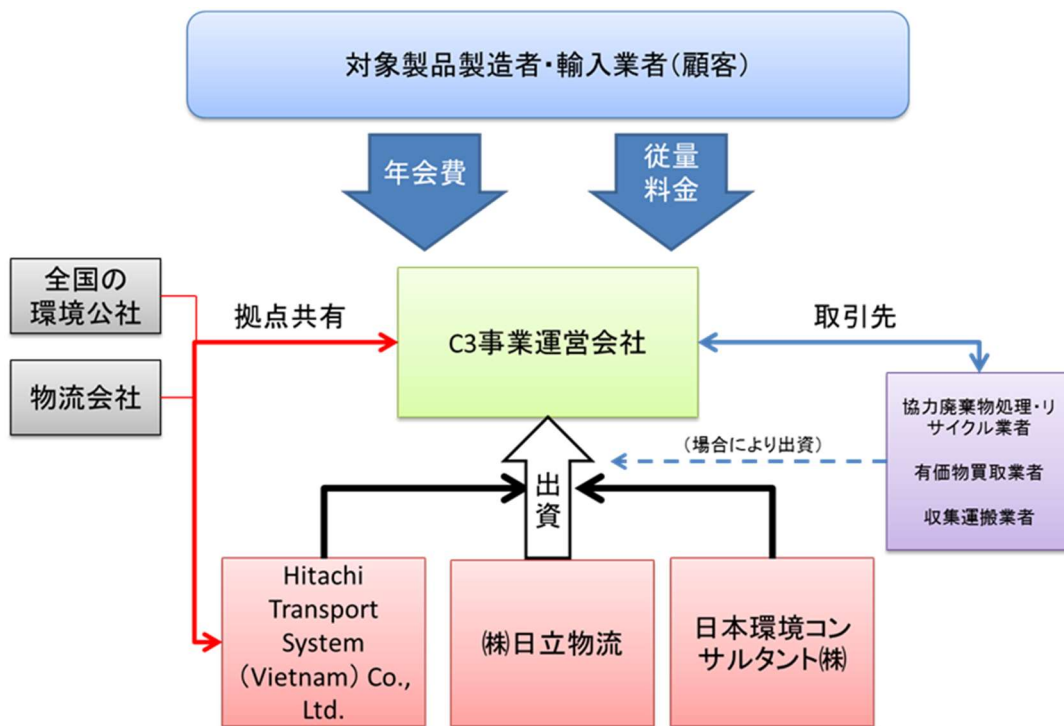 対象製品製造者・輸入業者(顧客)
年会費
従量
料金
全国の
環境公社
物流会社
拠点共有
C3事業運営会社
取引先
協力廃棄物処理・リ
サイクル業者
有価物買取業者
収集運搬業者
(場合により出資)
出
資
Hitachi
Transport
System
(Vietnam) Co.,
Ltd.
㈱日立物流
日本環境コン
サルタント㈱